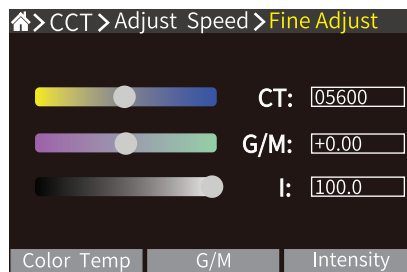 >CCT>Adjust Speed>Fine Adjust
CT: 05600
G/M: +0.00
I: 100.0
Color Temp G/M Intensity